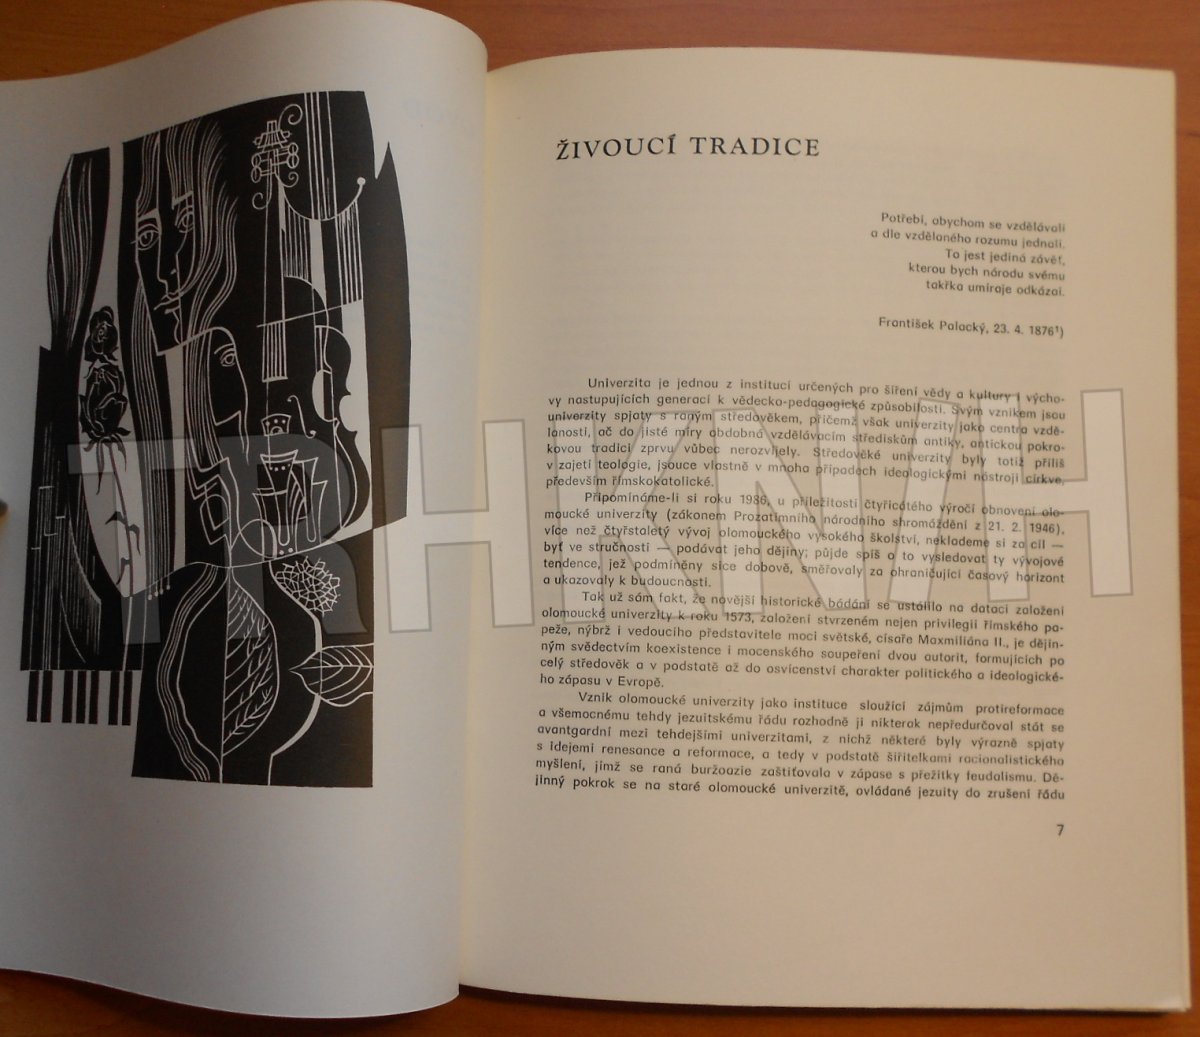 ŽIVOUCÍ TRADICE
Potřebí, abychom se vzdělávali
a dle vzdělaného rozumu jednali.
To jest jediná závěť,
kterou bych národu svému
takřka umíraje odkázal.
František Palacký, 23. 4. 1876¹)
Univerzita je jednou z institucí určených pro šíření vědy a kultury i výcho-
vy nastupujících generací k vědecko-pedagogické způsobilosti. Svým vznikem jsou
univerzity spjaty s raným středověkem, přičemž však univerzity jako centra vzdě-
lanosti, ač do jisté míry obdobná vzdělávacím střediskům antiky, antickou pokro-
kovou tradici zprvu vůbec nerozvíjely. Středověké univerzity byly totiž příliš
v zajetí teologie, jsouce vlastně v mnoha případech ideologickými nástroji církve,
především římskokatolické.
Připomínáme-li si roku 1986, u příležitosti čtyřicátého výročí obnovení olo-
moucké univerzity (zákonem Prozatímního národního shromáždění z 21. 2. 1946),
více než čtyřstaletý vývoj olomouckého vysokého školství, neklademe si za cíl —
byť ve stručnosti — podávat jeho dějiny; půjde spíš o to vysledovat ty vývojové
tendence, jež podmíněny sice dobově, směřovaly za ohraničující časový horizont
a ukazovaly k budoucnosti.
Tak už sám fakt, že novější historické bádání se ustálilo na dataci založení
olomoucké univerzity k roku 1573, založení stvrzeném nejen privilegii římského pa-
peže, nýbrž i vedoucího představitele moci světské, císaře Maxmiliána II., je dějin-
ným svědectvím koexistence i mocenského soupeření dvou autorit, formujících po
celý středověk a v podstatě až do osvícenství charakter politického a ideologické-
ho zápasu v Evropě.
Vznik olomoucké univerzity jako instituce sloužící zájmům protireformace
a všemocnému tehdy jezuitskému řádu rozhodně ji nikterak nepředurčoval stát se
avantgardní mezi tehdejšími univerzitami, z nichž některé byly výrazně spjaty
s idejemi renesance a reformace, a tedy v podstatě šiřitelkami racionalistického
myšlení, jímž se raná buržoazie zaštiťovala v zápase s přežitky feudalismu. Dě-
jinný pokrok se na staré olomoucké univerzitě, ovládané jezuity do zrušení řádu
7
TRHKNIH